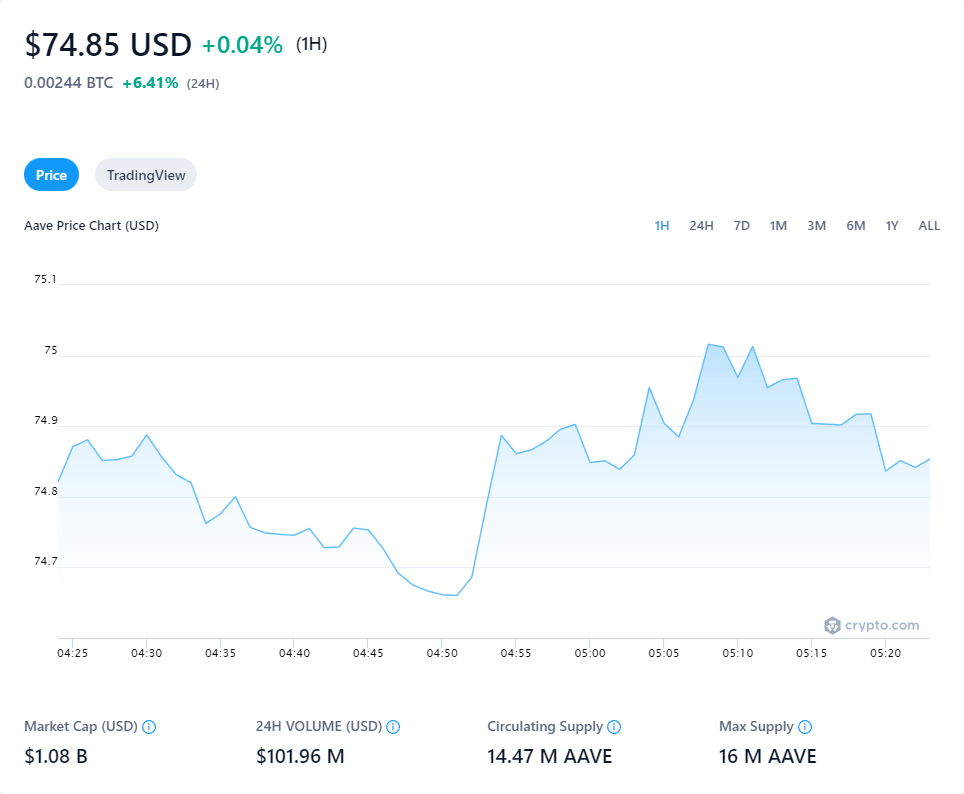 $74.85 USD +0.04% (1H)
0.00244 BTC +6.41% (24H)
Price TradingView
Aave Price Chart (USD) 1H 24H 7D 1M 3M 6M 1Y ALL
75.1
75
74.9
74.8
74.7
crypto.com
04:25 04:30 04:35 04:40 04:45 04:50 04:55 05:00 05:05 05:10 05:15 05:20
Market Cap (USD) 24H VOLUME (USD) Circulating Supply Max Supply
$1.08 B $101.96 M 14.47 M AAVE 16 M AAVE